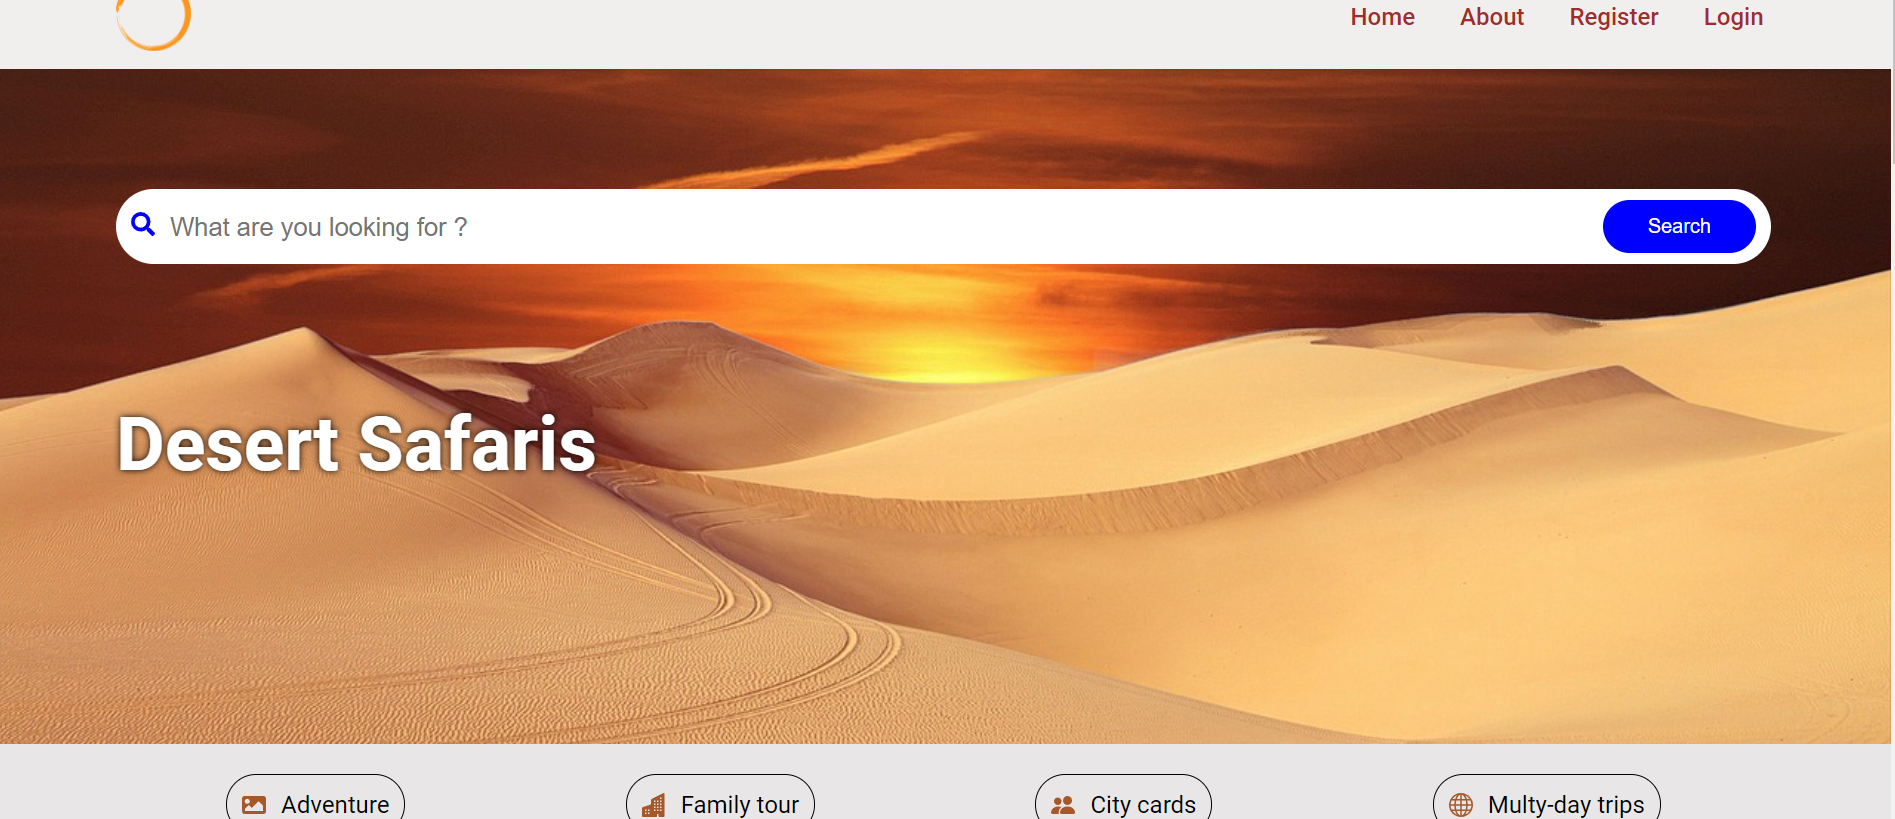 Home About Register Login
What are you looking for ? Search
Desert Safaris
Adventure Family tour City cards Multy-day trips